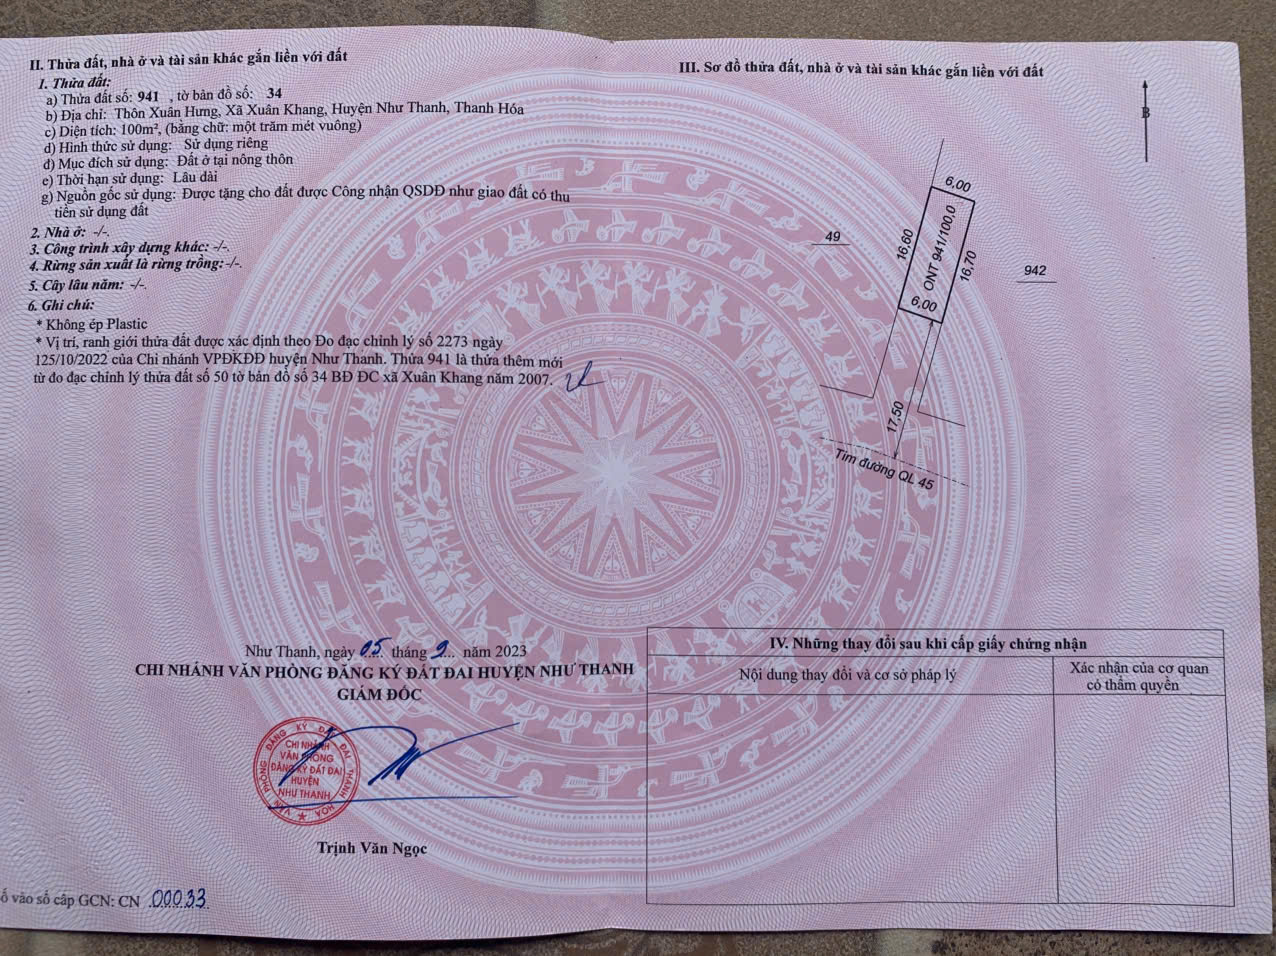 II. Thửa đất, nhà ở và tài sản khác gắn liền với đất
1. Thửa đất:
a) Thửa đất số: 941 , tờ bản đồ số: 34
b) Địa chỉ: Thôn Xuân Hưng, Xã Xuân Khang, Huyện Như Thanh, Thanh Hóa
c) Diện tích: 100m², (bằng chữ: một trăm mét vuông)
d) Hình thức sử dụng: Sử dụng riêng
đ) Mục đích sử dụng: Đất ở tại nông thôn
e) Thời hạn sử dụng: Lâu dài
g) Nguồn gốc sử dụng: Được tặng cho đất được Công nhận QSDĐ như giao đất có thu
tiền sử dụng đất
2. Nhà ở: -/-.
3. Công trình xây dựng khác: -/-.
4. Rừng sản xuất là rừng trồng: -/-.
5. Cây lâu năm: -/-.
6. Ghi chú:
* Không ép Plastic
* Vị trí, ranh giới thửa đất được xác định theo Đo đạc chỉnh lý số 2273 ngày
125/10/2022 của Chi nhánh VPĐKĐĐ huyện Như Thanh. Thửa 941 là thửa thêm mới
từ đo đạc chỉnh lý thửa đất số 50 tờ bản đồ số 34 BĐ ĐC xã Xuân Khang năm 2007.
Như Thanh, ngày 05 tháng 9 năm 2023
CHI NHÁNH VĂN PHÒNG ĐĂNG KÝ ĐẤT ĐAI HUYỆN NHƯ THANH
GIÁM ĐỐC
VĂN PHÒNG ĐĂNG KÝ ĐẤT ĐAI THANH HÓA
CHI NHÁNH
VĂN PHÒNG
ĐĂNG KÝ ĐẤT ĐAI
HUYỆN
NHƯ THANH
Trịnh Văn Ngọc
ố vào sổ cấp GCN: CN 00033
III. Sơ đồ thửa đất, nhà ở và tài sản khác gắn liền với đất
B
6,00
49
16,60
ONT 941/100,0
16,70
942
6,00
17,50
Tim đường QL 45
IV. Những thay đổi sau khi cấp giấy chứng nhận
Nội dung thay đổi và cơ sở pháp lý
Xác nhận của cơ quan
có thẩm quyền